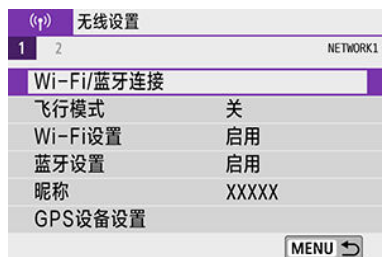 无线设置
1 2 NETWORK1
Wi-Fi/蓝牙连接
飞行模式 关
Wi-Fi设置 启用
蓝牙设置 启用
昵称 XXXXX
GPS设备设置
MENU